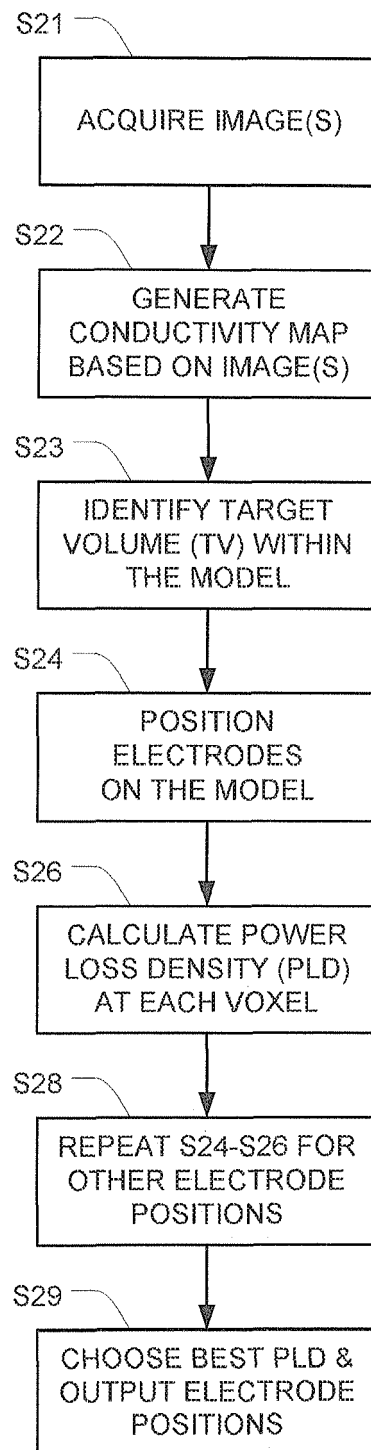 S21
ACQUIRE IMAGE(S)
S22
GENERATE
CONDUCTIVITY MAP
BASED ON IMAGE(S)
S23
IDENTIFY TARGET
VOLUME (TV) WITHIN
THE MODEL
S24
POSITION
ELECTRODES
ON THE MODEL
S26
CALCULATE POWER
LOSS DENSITY (PLD)
AT EACH VOXEL
S28
REPEAT S24-S26 FOR
OTHER ELECTRODE
POSITIONS
S29
CHOOSE BEST PLD &
OUTPUT ELECTRODE
POSITIONS